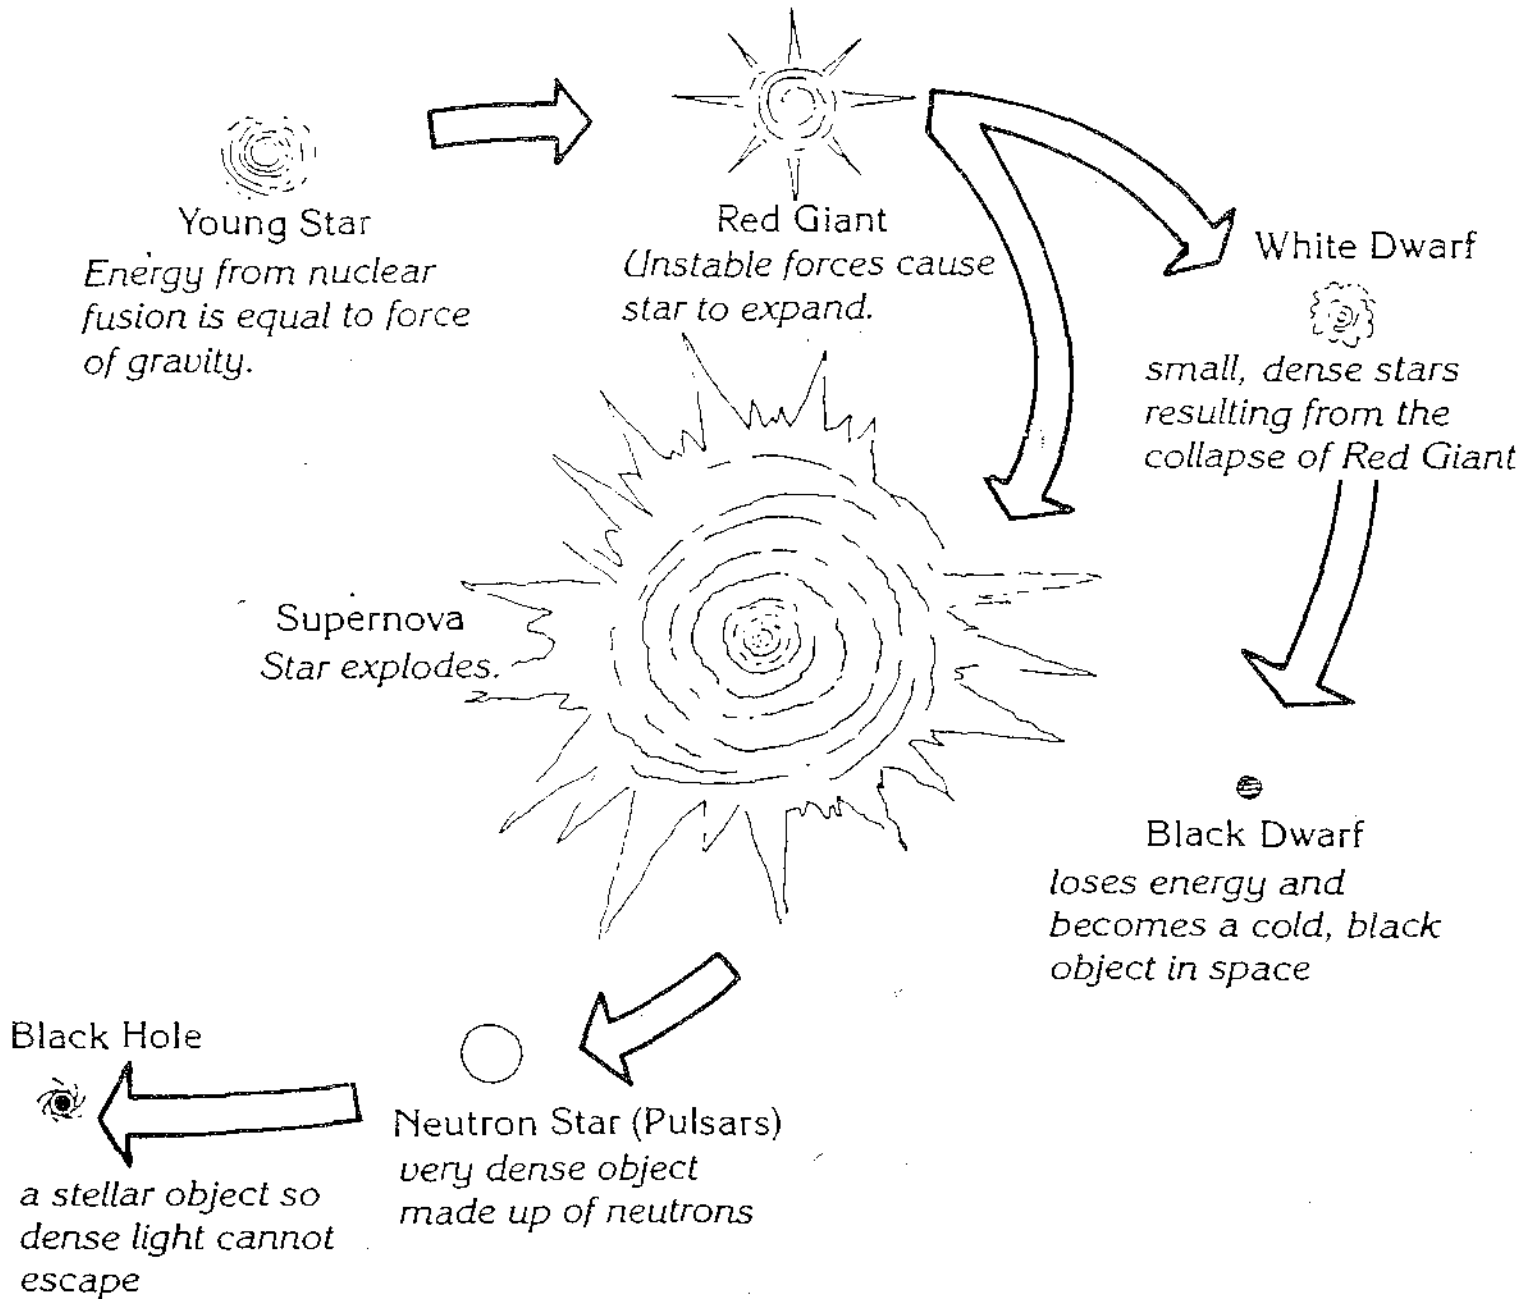 Young Star
Energy from nuclear
fusion is equal to force
of gravity.
Red Giant
Unstable forces cause
star to expand.
White Dwarf
small, dense stars
resulting from the
collapse of Red Giant
Supernova
Star explodes.
Black Dwarf
loses energy and
becomes a cold, black
object in space
Neutron Star (Pulsars)
very dense object
made up of neutrons
Black Hole
a stellar object so
dense light cannot
escape